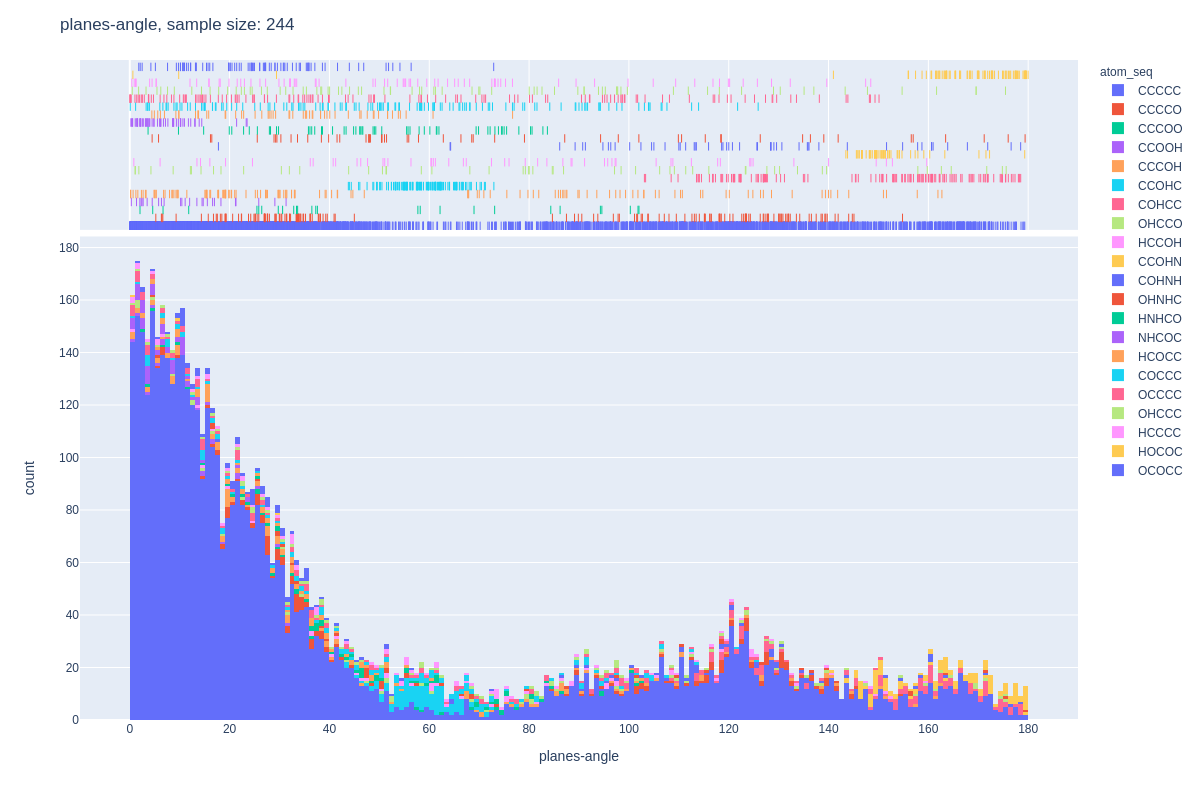 planes-angle, sample size: 244
atom_seq
CCCCC
CCCCO
CCCOO
CCOOH
CCCOH
CCOHC
COHCC
OHCCO
HCCOH
CCOHN
COHNH
OHNHC
HNHCO
NHCOC
HCOCC
COCCC
OCCCC
OHCCC
HCCCC
HOCOC
OCOCC
180
160
140
120
100
80
60
40
20
0
count
0 20 40 60 80 100 120 140 160 180
planes-angle